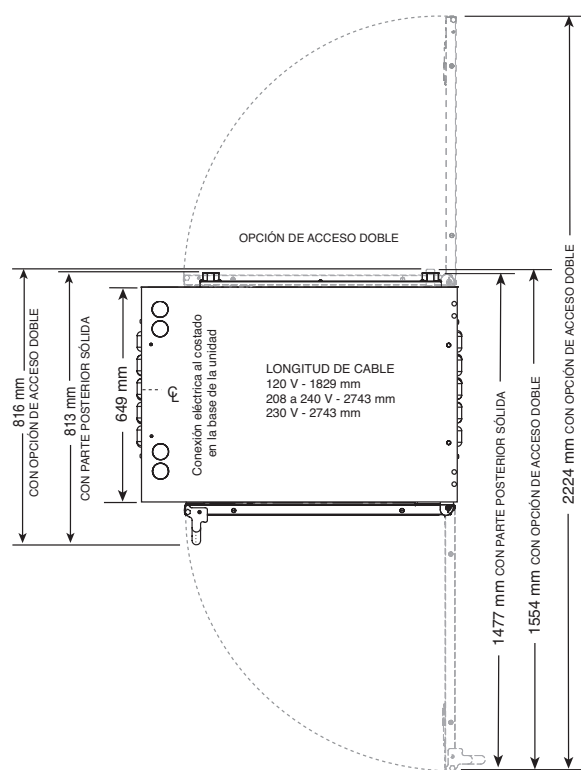 OPCIÓN DE ACCESO DOBLE
816 mm
CON OPCIÓN DE ACCESO DOBLE
813 mm
CON PARTE POSTERIOR SÓLIDA
649 mm
C L
Conexión eléctrica al costado
en la base de la unidad
LONGITUD DE CABLE
120 V - 1829 mm
208 a 240 V - 2743 mm
230 V - 2743 mm
1477 mm CON PARTE POSTERIOR SÓLIDA
1554 mm CON OPCIÓN DE ACCESO DOBLE
2224 mm CON OPCIÓN DE ACCESO DOBLE